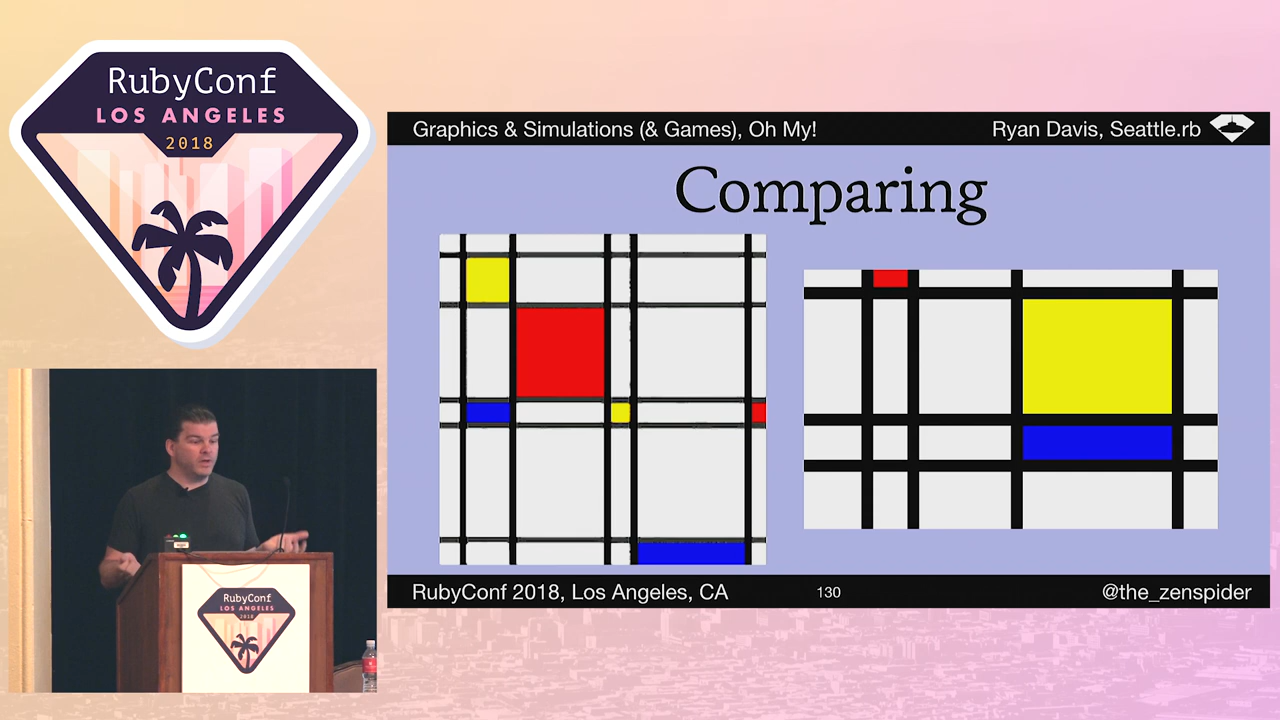 RubyConf
LOS ANGELES
2018
Graphics & Simulations (& Games), Oh My!
Ryan Davis, Seattle.rb
Comparing
RubyConf 2018, Los Angeles, CA
130
@the_zenspider
RubyConf
LOS ANGELES
2018